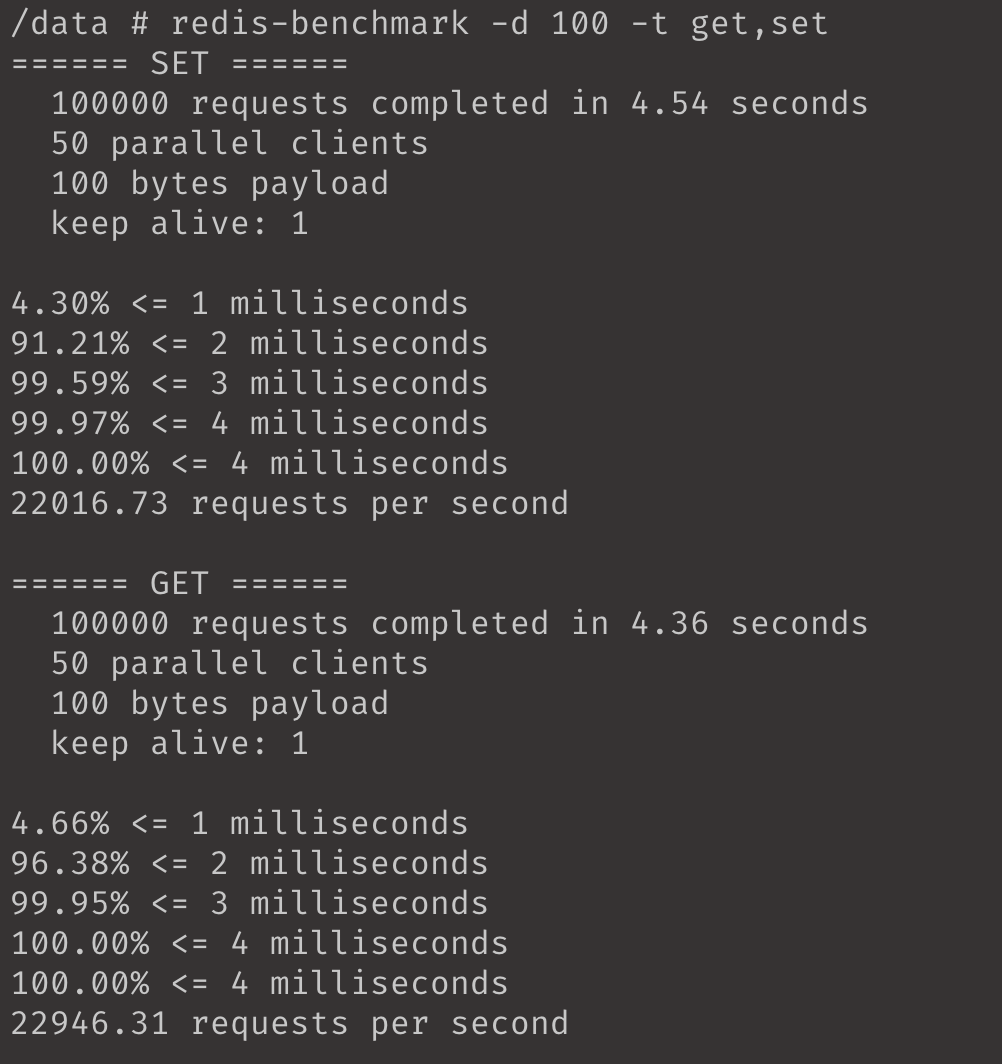 /data # redis-benchmark -d 100 -t get,set
====== SET ======
  100000 requests completed in 4.54 seconds
  50 parallel clients
  100 bytes payload
  keep alive: 1

4.30% <= 1 milliseconds
91.21% <= 2 milliseconds
99.59% <= 3 milliseconds
99.97% <= 4 milliseconds
100.00% <= 4 milliseconds
22016.73 requests per second

====== GET ======
  100000 requests completed in 4.36 seconds
  50 parallel clients
  100 bytes payload
  keep alive: 1

4.66% <= 1 milliseconds
96.38% <= 2 milliseconds
99.95% <= 3 milliseconds
100.00% <= 4 milliseconds
100.00% <= 4 milliseconds
22946.31 requests per second